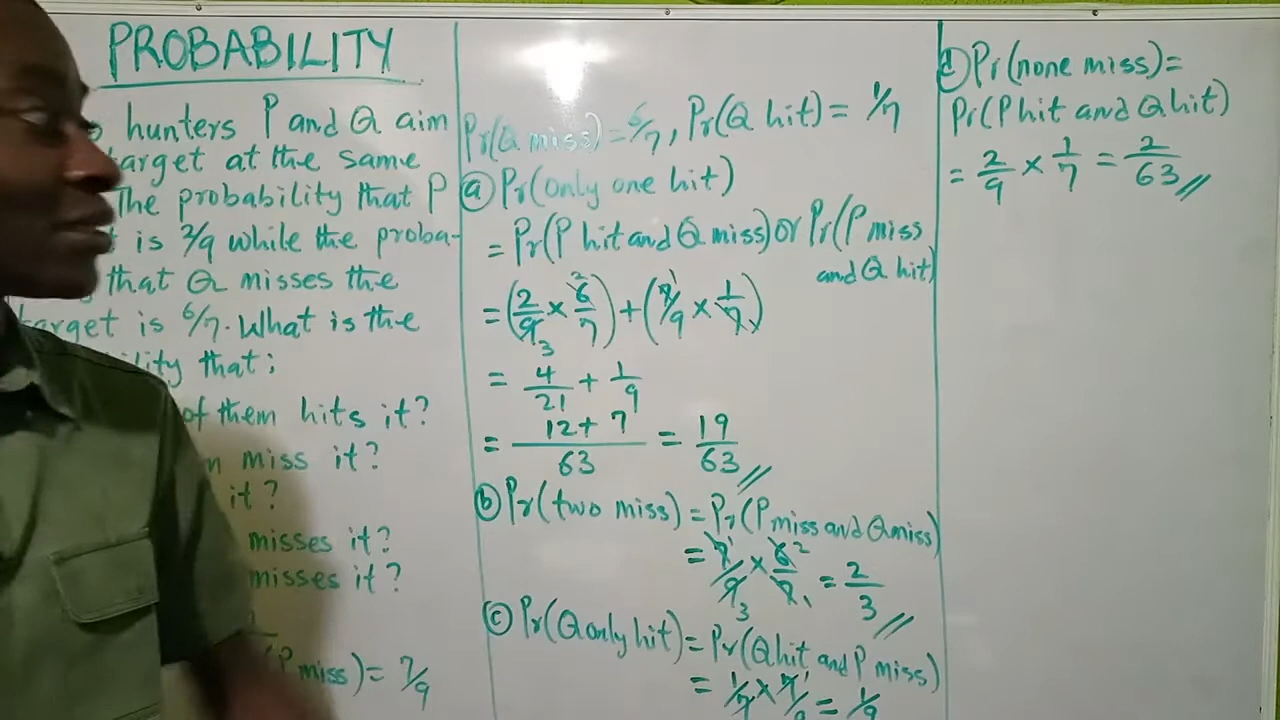 PROBABILITY
hunters P and Q aim
target at the same
The probability that P
is 2/9 while the proba-
that Q misses the
target is 6/7. What is the
that:
of them hits it?
miss it?
it?
misses it?
misses it?
(P miss) = 7/9
Pr(Q miss) = 6/7, Pr(Q hit) = 1/7
(a) Pr(only one hit)
= Pr(P hit and Q miss) or Pr(P miss
and Q hit)
= (2/9 × 6/7) + (7/9 × 1/7)
= 4/21 + 1/9
= (12 + 7)/63 = 19/63
(b) Pr(two miss) = Pr(P miss and Q miss)
= 7/9 × 6/7 = 2/3
(c) Pr(Q only hit) = Pr(Q hit and P miss)
= 1/7 × 7/9 = 1/9
(d) Pr(none miss) =
Pr(P hit and Q hit)
= 2/9 × 1/7 = 2/63